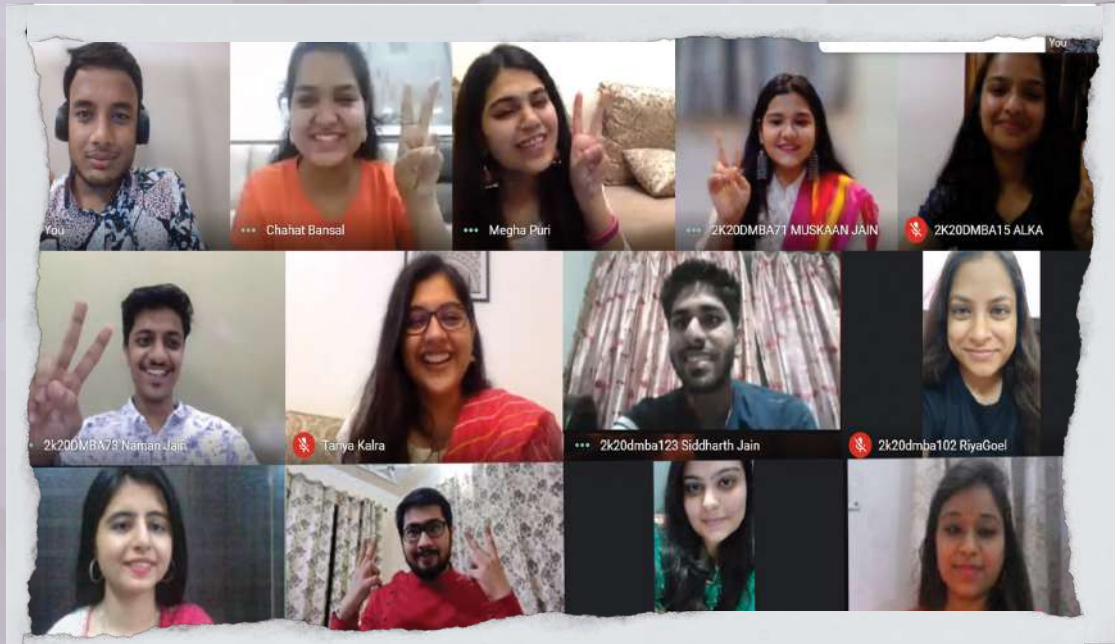 You
You
Chahat Bansal
Megha Puri
2K20DMBA71 MUSKAAN JAIN
2K20DMBA15 ALKA
2k20DMBA73 Naman Jain
Tanya Kalra
2k20dmba123 Siddharth Jain
2k20dmba102 RiyaGoel